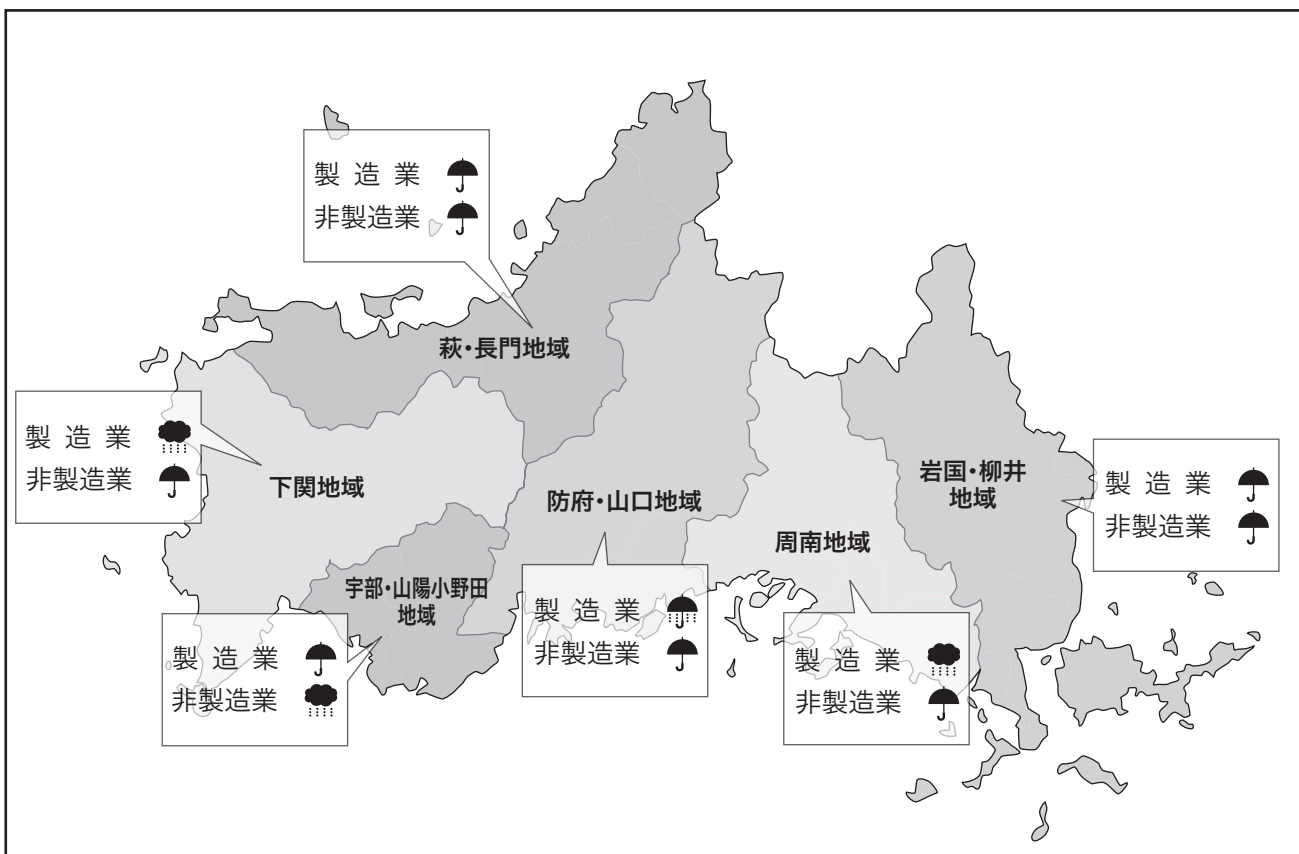 製造業
非製造業
萩・長門地域
製造業
非製造業
下関地域
防府・山口地域
岩国・柳井
地域
製造業
非製造業
周南地域
宇部・山陽小野田
地域
製造業
非製造業
製造業
非製造業
製造業
非製造業